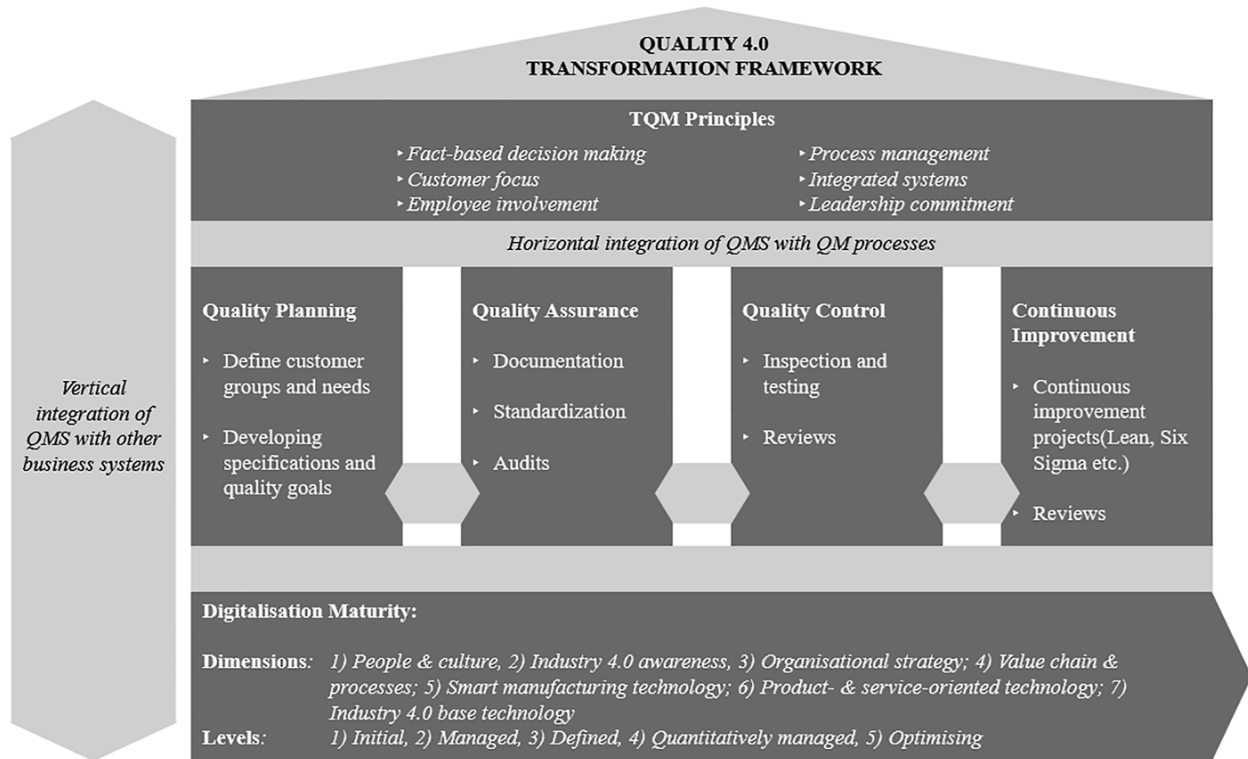 QUALITY 4.0
TRANSFORMATION FRAMEWORK
TQM Principles
‣ Fact-based decision making
‣ Customer focus
‣ Employee involvement
‣ Process management
‣ Integrated systems
‣ Leadership commitment
Horizontal integration of QMS with QM processes
Vertical
integration of
QMS with other
business systems
Quality Planning
‣ Define customer
groups and needs
‣ Developing
specifications and
quality goals
Quality Assurance
‣ Documentation
‣ Standardization
‣ Audits
Quality Control
‣ Inspection and
testing
‣ Reviews
Continuous
Improvement
‣ Continuous
improvement
projects(Lean, Six
Sigma etc.)
‣ Reviews
Digitalisation Maturity:
Dimensions: 1) People & culture, 2) Industry 4.0 awareness, 3) Organisational strategy; 4) Value chain &
processes; 5) Smart manufacturing technology; 6) Product- & service-oriented technology; 7)
Industry 4.0 base technology
Levels: 1) Initial, 2) Managed, 3) Defined, 4) Quantitatively managed, 5) Optimising